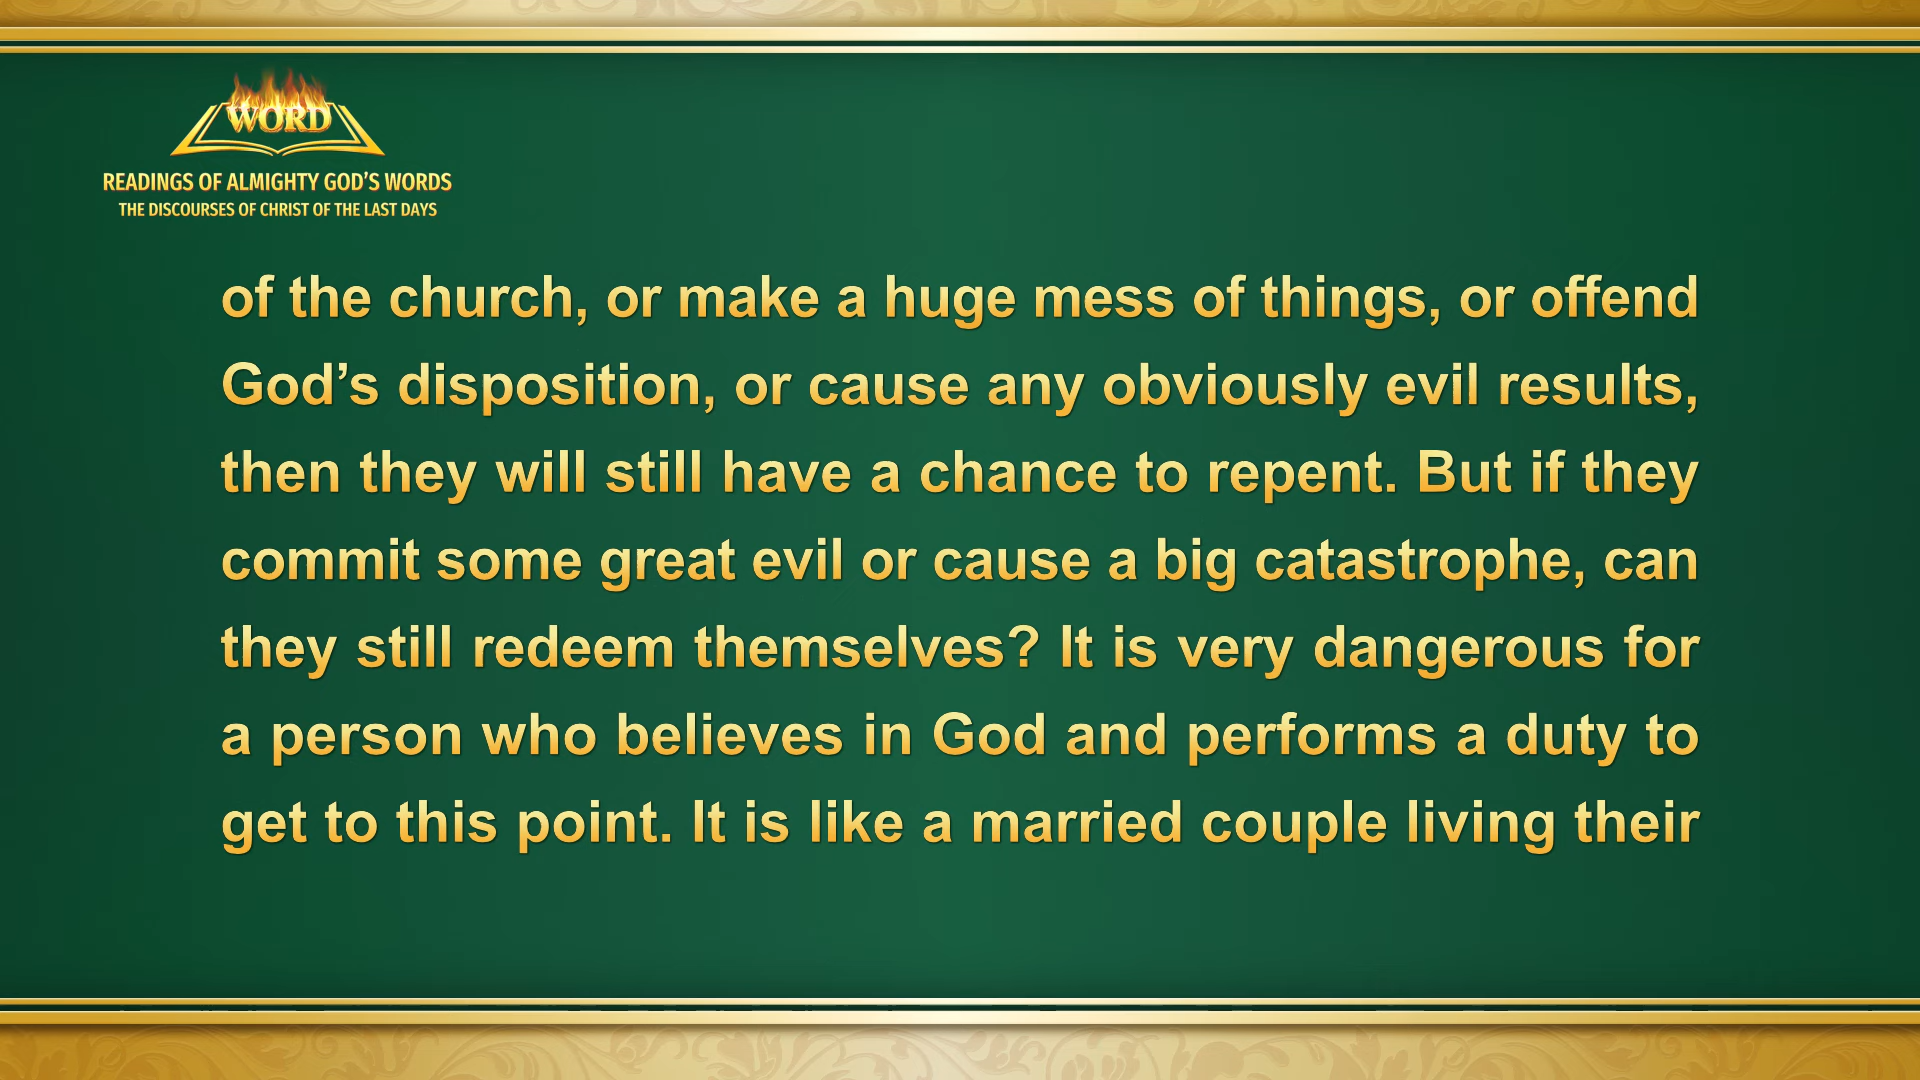 WORD
READINGS OF ALMIGHTY GOD’S WORDS
THE DISCOURSES OF CHRIST OF THE LAST DAYS
of the church, or make a huge mess of things, or offend
God’s disposition, or cause any obviously evil results,
then they will still have a chance to repent. But if they
commit some great evil or cause a big catastrophe, can
they still redeem themselves? It is very dangerous for
a person who believes in God and performs a duty to
get to this point. It is like a married couple living their